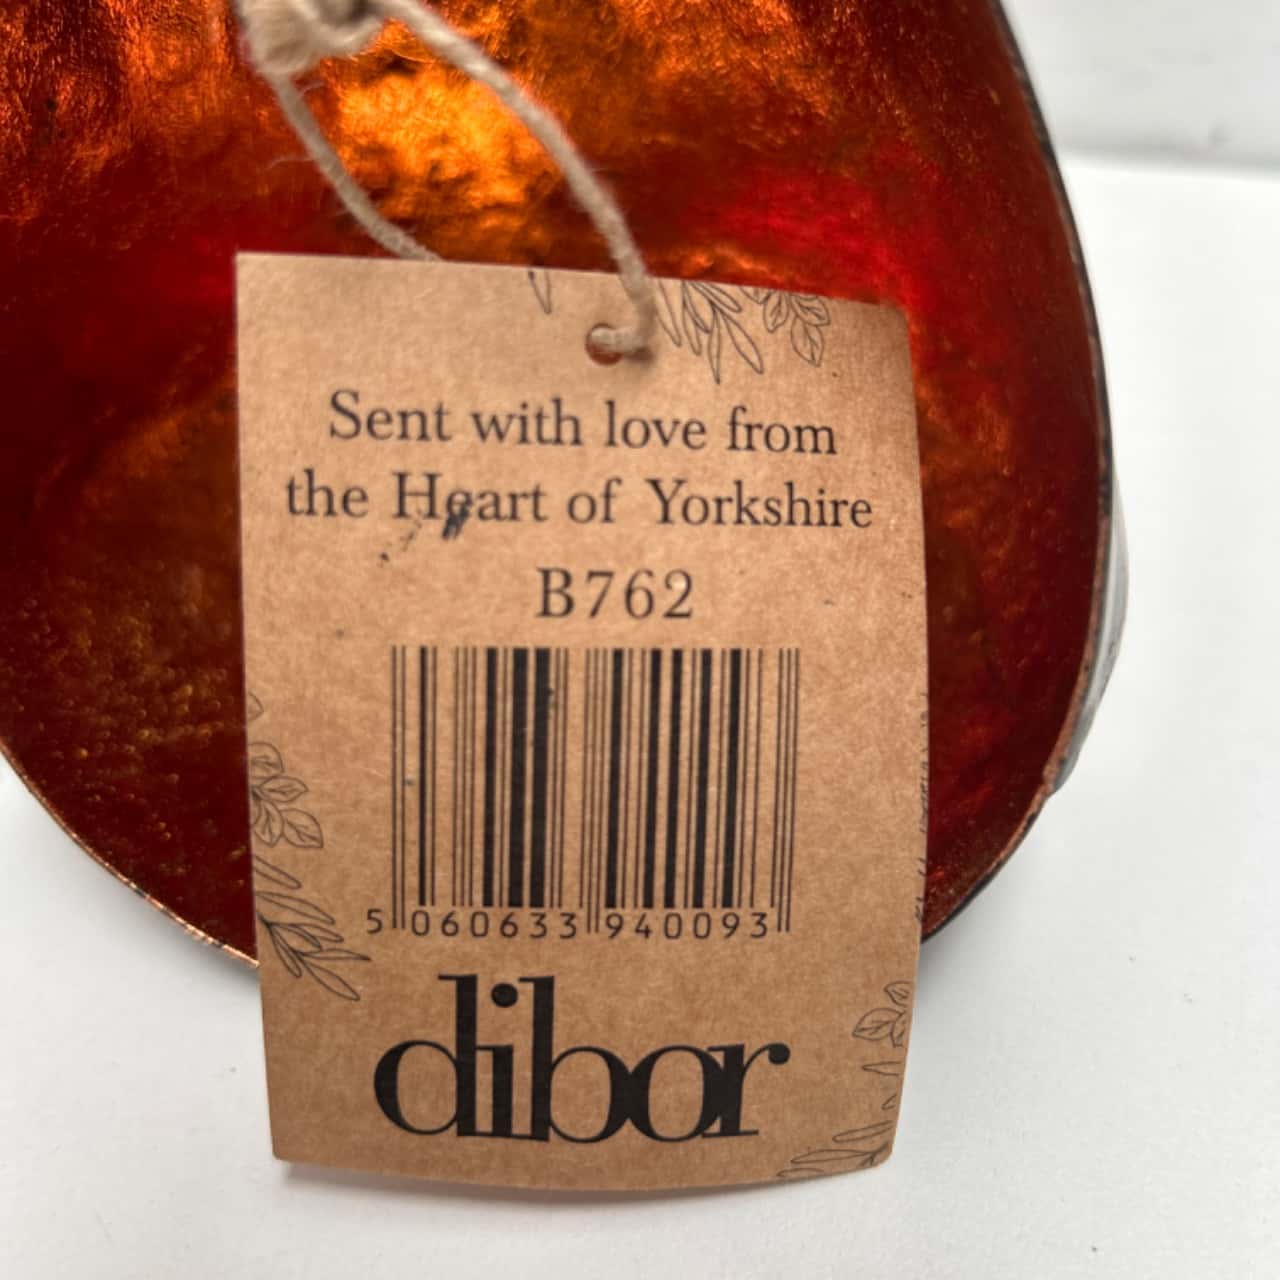 Sent with love from
the Heart of Yorkshire
B762
5 060633 940093
dibor